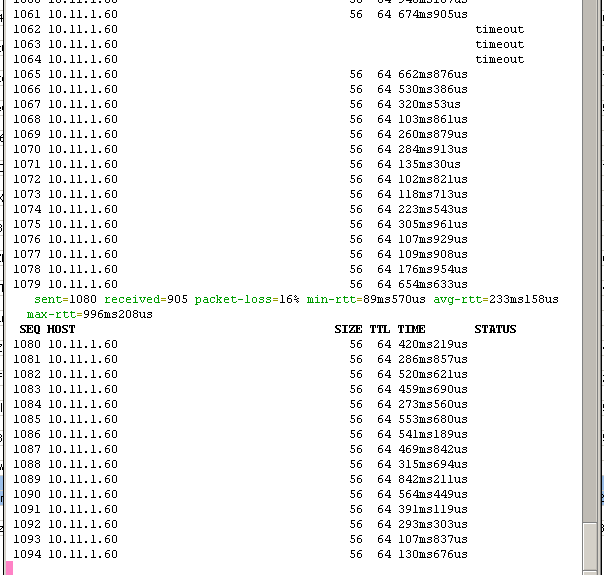 1061 10.11.1.60 56 64 674ms905us
1062 10.11.1.60 timeout
1063 10.11.1.60 timeout
1064 10.11.1.60 timeout
1065 10.11.1.60 56 64 662ms876us
1066 10.11.1.60 56 64 530ms386us
1067 10.11.1.60 56 64 320ms53us
1068 10.11.1.60 56 64 103ms861us
1069 10.11.1.60 56 64 260ms879us
1070 10.11.1.60 56 64 284ms913us
1071 10.11.1.60 56 64 135ms30us
1072 10.11.1.60 56 64 102ms821us
1073 10.11.1.60 56 64 118ms713us
1074 10.11.1.60 56 64 223ms543us
1075 10.11.1.60 56 64 305ms961us
1076 10.11.1.60 56 64 107ms929us
1077 10.11.1.60 56 64 109ms908us
1078 10.11.1.60 56 64 176ms954us
1079 10.11.1.60 56 64 654ms633us
sent=1080 received=905 packet-loss=16% min-rtt=89ms570us avg-rtt=233ms158us
max-rtt=996ms208us
SEQ HOST SIZE TTL TIME STATUS
1080 10.11.1.60 56 64 420ms219us
1081 10.11.1.60 56 64 286ms857us
1082 10.11.1.60 56 64 520ms621us
1083 10.11.1.60 56 64 459ms690us
1084 10.11.1.60 56 64 273ms560us
1085 10.11.1.60 56 64 553ms680us
1086 10.11.1.60 56 64 541ms189us
1087 10.11.1.60 56 64 469ms842us
1088 10.11.1.60 56 64 315ms694us
1089 10.11.1.60 56 64 842ms211us
1090 10.11.1.60 56 64 564ms449us
1091 10.11.1.60 56 64 391ms119us
1092 10.11.1.60 56 64 293ms303us
1093 10.11.1.60 56 64 107ms837us
1094 10.11.1.60 56 64 130ms676us